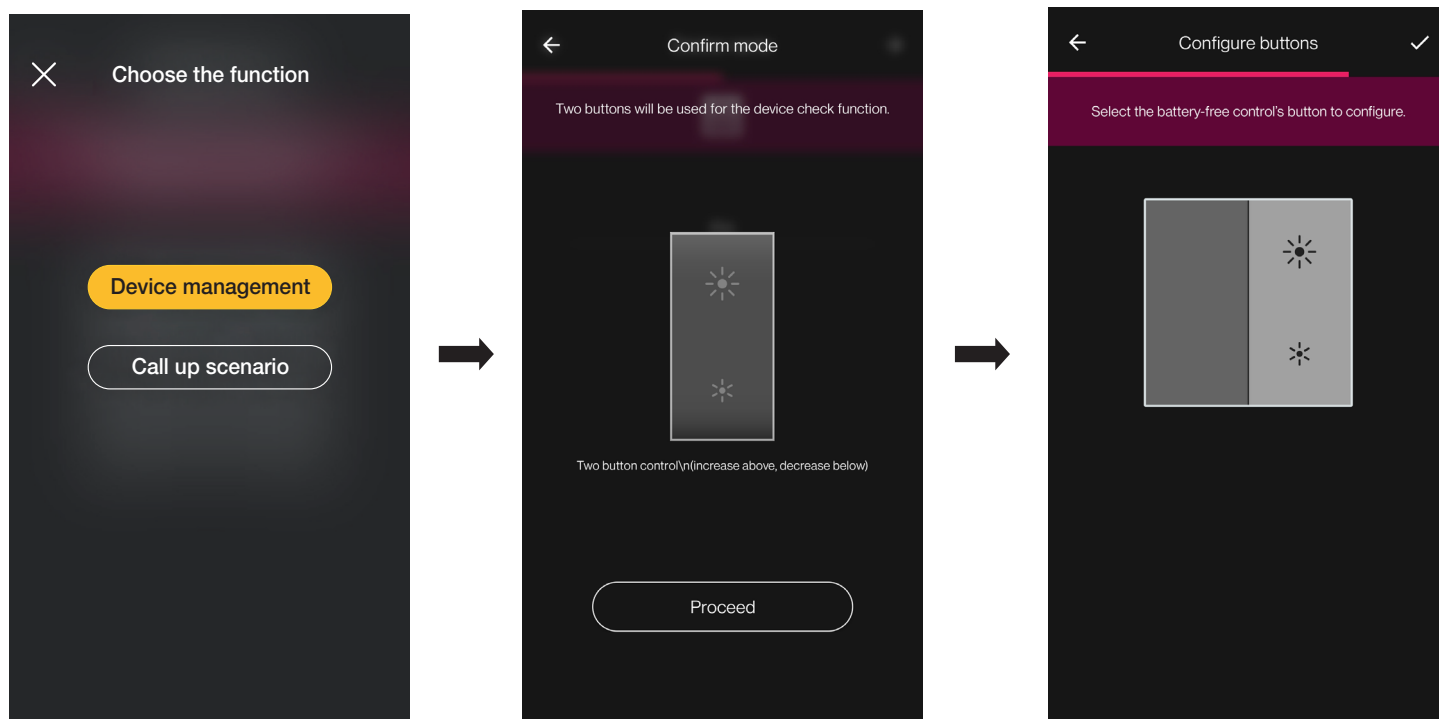 Choose the function
Device management
Call up scenario
Confirm mode
Two buttons will be used for the device check function.
Two button control\n(increase above, decrease below)
Proceed
Configure buttons
Select the battery-free control's button to configure.